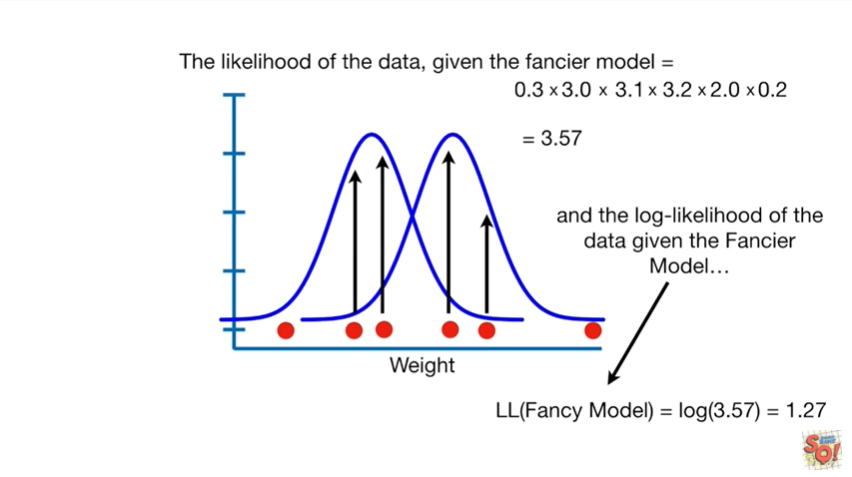 The likelihood of the data, given the fancier model =
0.3 x 3.0 x 3.1 x 3.2 x 2.0 x 0.2
= 3.57
and the log-likelihood of the
data given the Fancier
Model…
Weight
LL(Fancy Model) = log(3.57) = 1.27
SQ!